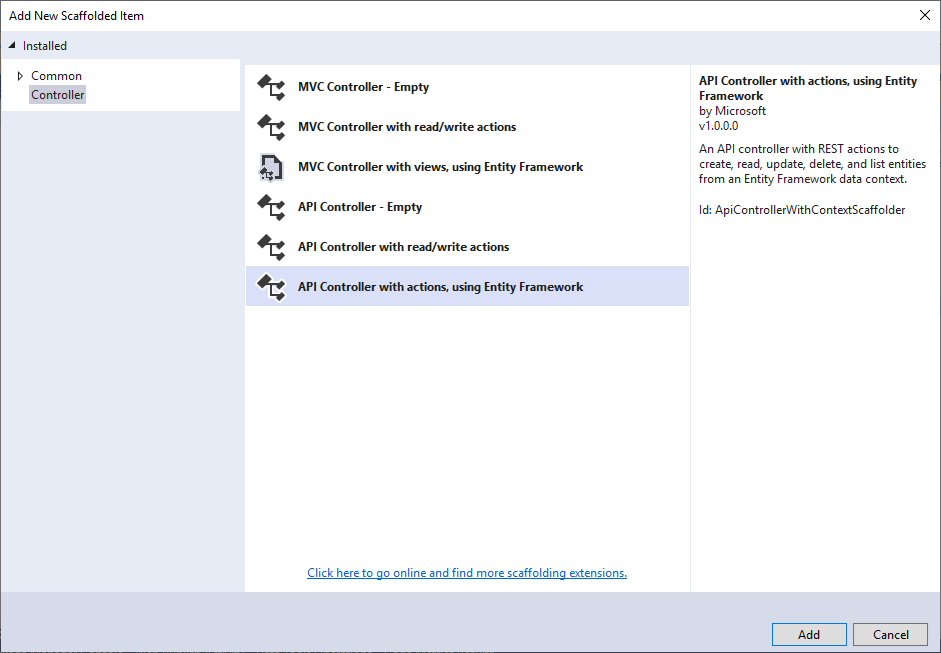 Add New Scaffolded Item
Installed
Common
Controller
MVC Controller - Empty
MVC Controller with read/write actions
MVC Controller with views, using Entity Framework
API Controller - Empty
API Controller with read/write actions
API Controller with actions, using Entity Framework
Click here to go online and find more scaffolding extensions.
API Controller with actions, using Entity
Framework
by Microsoft
v1.0.0.0
An API controller with REST actions to
create, read, update, delete, and list entities
from an Entity Framework data context.
Id: ApiControllerWithContextScaffolder
Add
Cancel